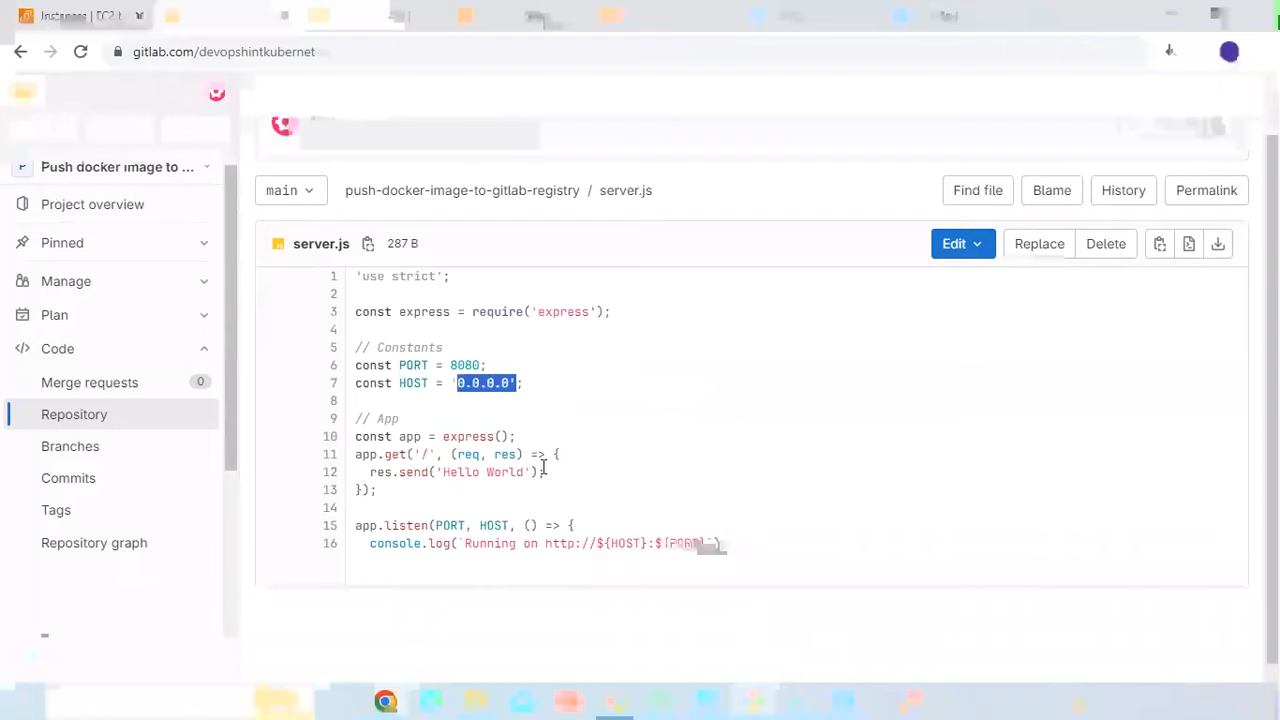 Instances | EC2
gitlab.com/devopshintkubernet
P Push docker image to ...
Project overview
Pinned
Manage
Plan
Code
Merge requests 0
Repository
Branches
Commits
Tags
Repository graph
main push-docker-image-to-gitlab-registry / server.js Find file Blame History Permalink
server.js 287 B Edit Replace Delete
1 'use strict';
2
3 const express = require('express');
4
5 // Constants
6 const PORT = 8080;
7 const HOST = '0.0.0.0';
8
9 // App
10 const app = express();
11 app.get('/', (req, res) => {
12 res.send('Hello World');
13 });
14
15 app.listen(PORT, HOST, () => {
16 console.log(`Running on http://${HOST}:${PORT}`)